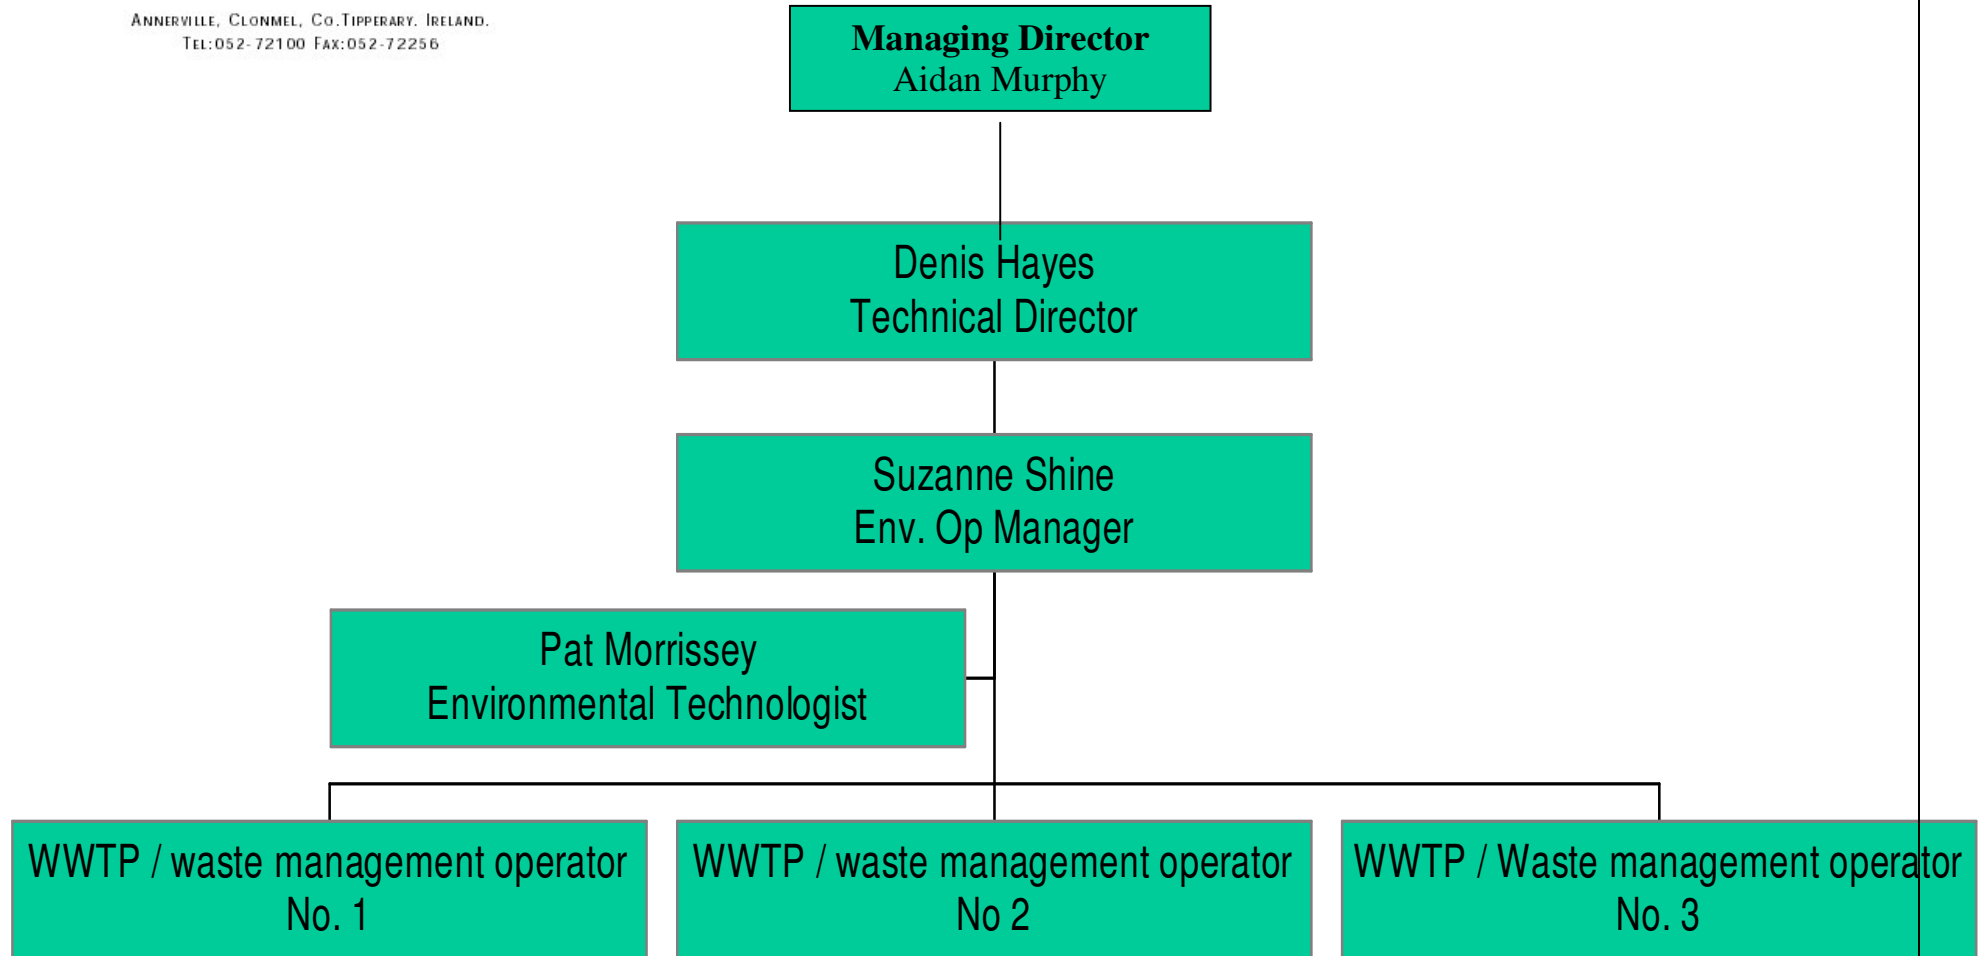 ANNERVILLE, CLONMEL, CO.TIPPERARY. IRELAND.
TEL:052-72100 FAX:052-72256
Managing Director
Aidan Murphy
Denis Hayes
Technical Director
Suzanne Shine
Env. Op Manager
Pat Morrissey
Environmental Technologist
WWTP / waste management operator
No. 1
WWTP / waste management operator
No 2
WWTP / Waste management operator
No. 3